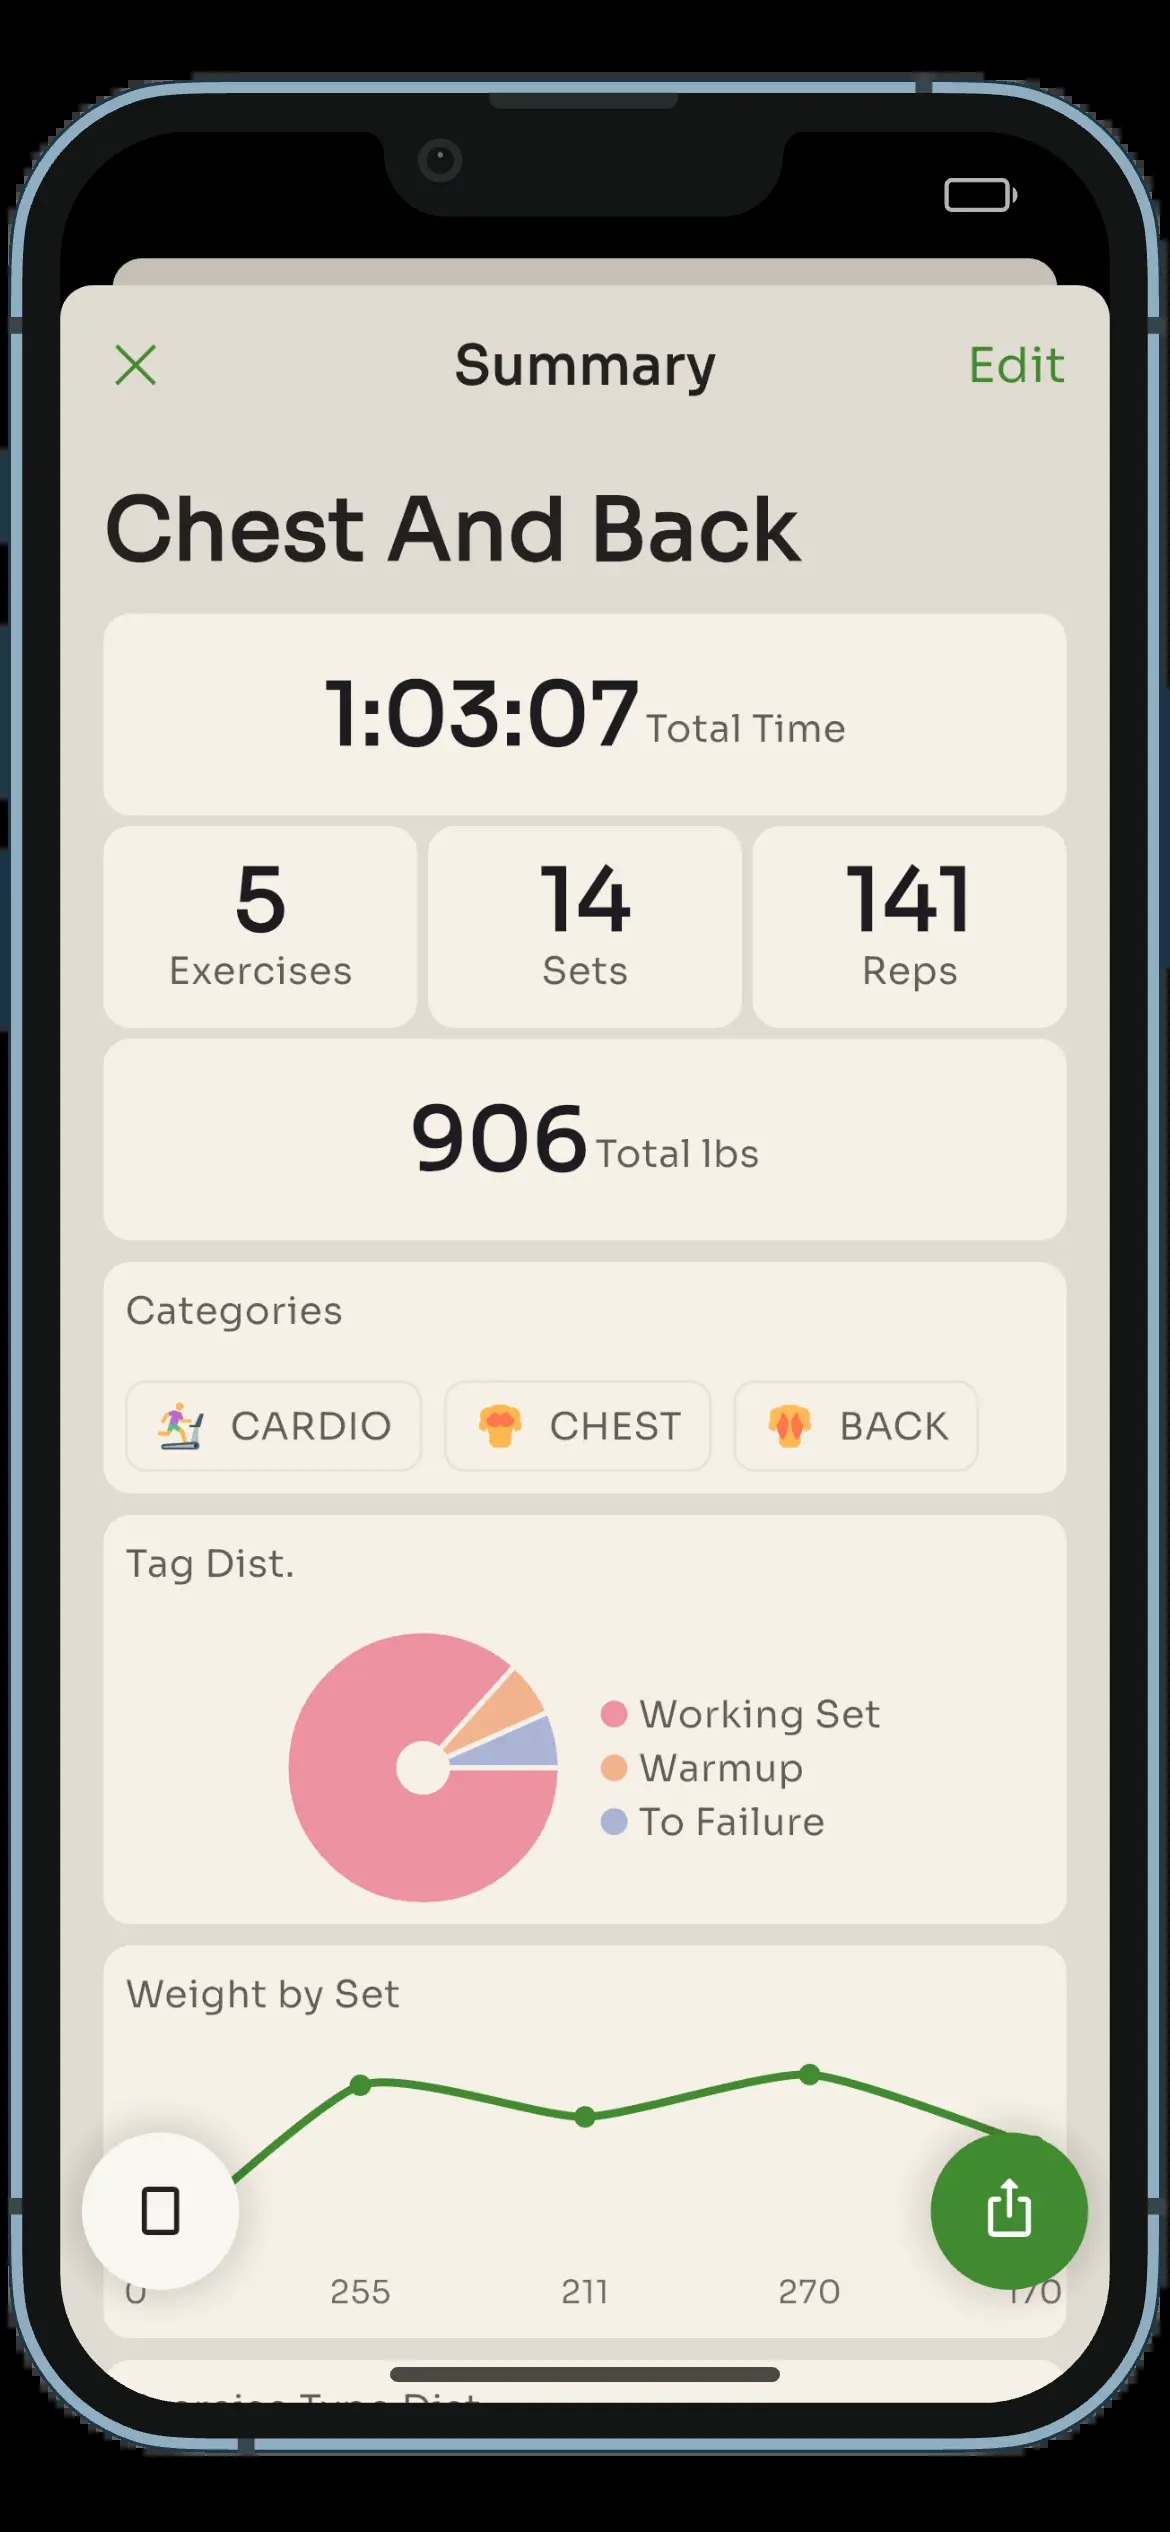 Summary
Edit
Chest And Back
1:03:07 Total Time
5
Exercises
14
Sets
141
Reps
906 Total lbs
Categories
CARDIO
CHEST
BACK
Tag Dist.
Working Set
Warmup
To Failure
Weight by Set
0 255 211 270 170